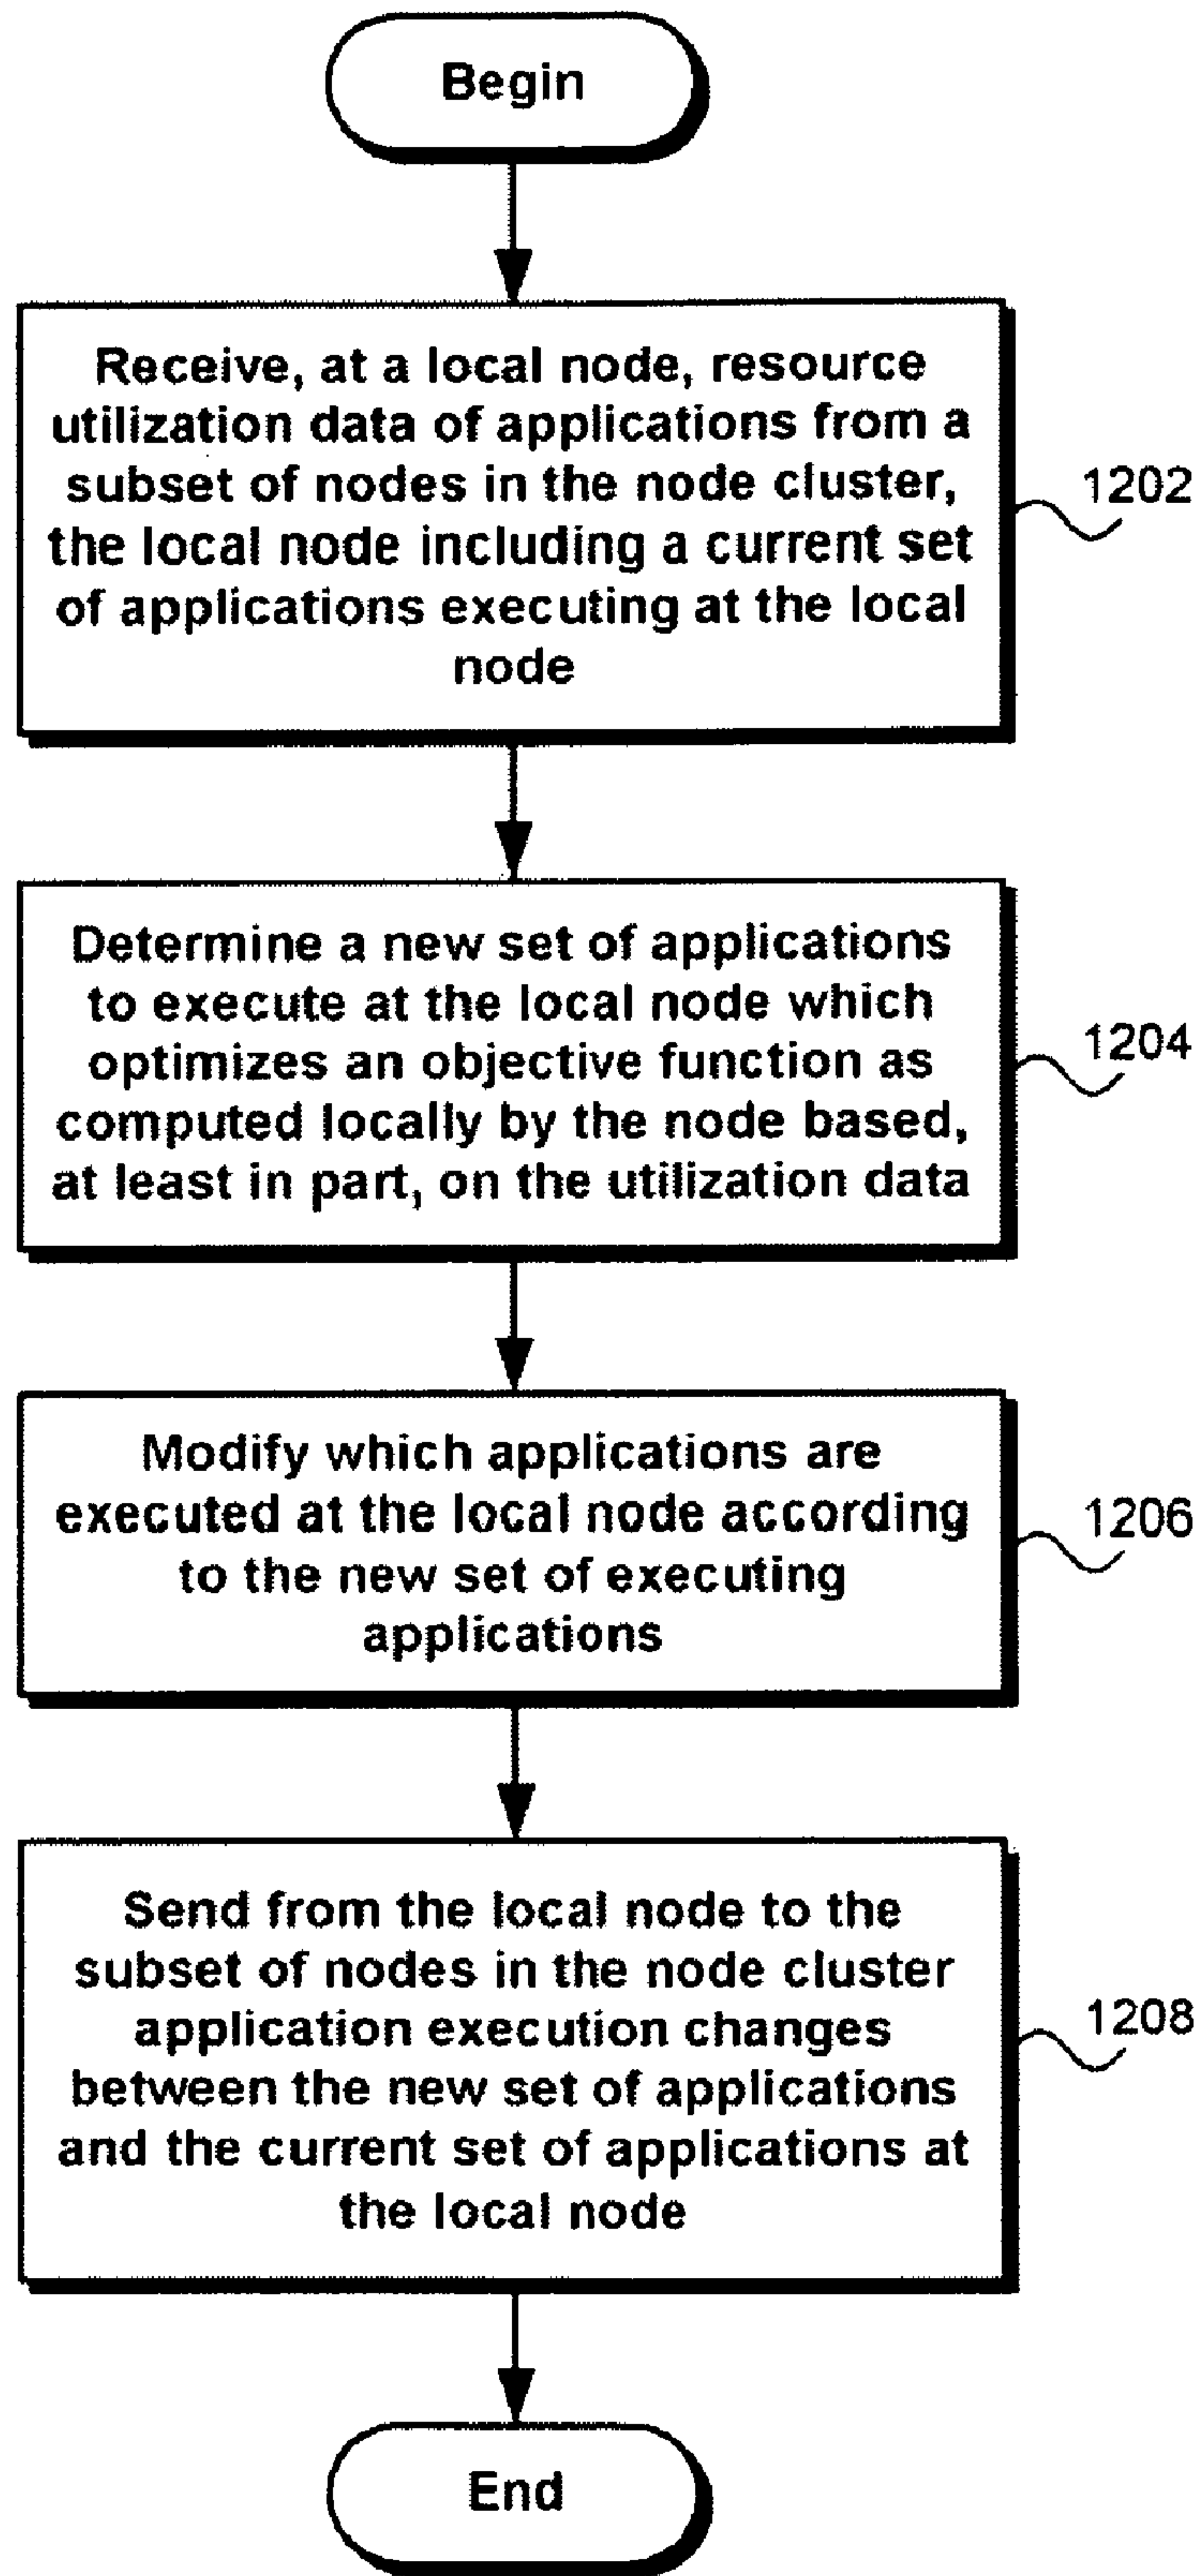 Begin
Receive, at a local node, resource
utilization data of applications from a
subset of nodes in the node cluster,
the local node including a current set
of applications executing at the local
node
1202
Determine a new set of applications
to execute at the local node which
optimizes an objective function as
computed locally by the node based,
at least in part, on the utilization data
1204
Modify which applications are
executed at the local node according
to the new set of executing
applications
1206
Send from the local node to the
subset of nodes in the node cluster
application execution changes
between the new set of applications
and the current set of applications at
the local node
1208
End